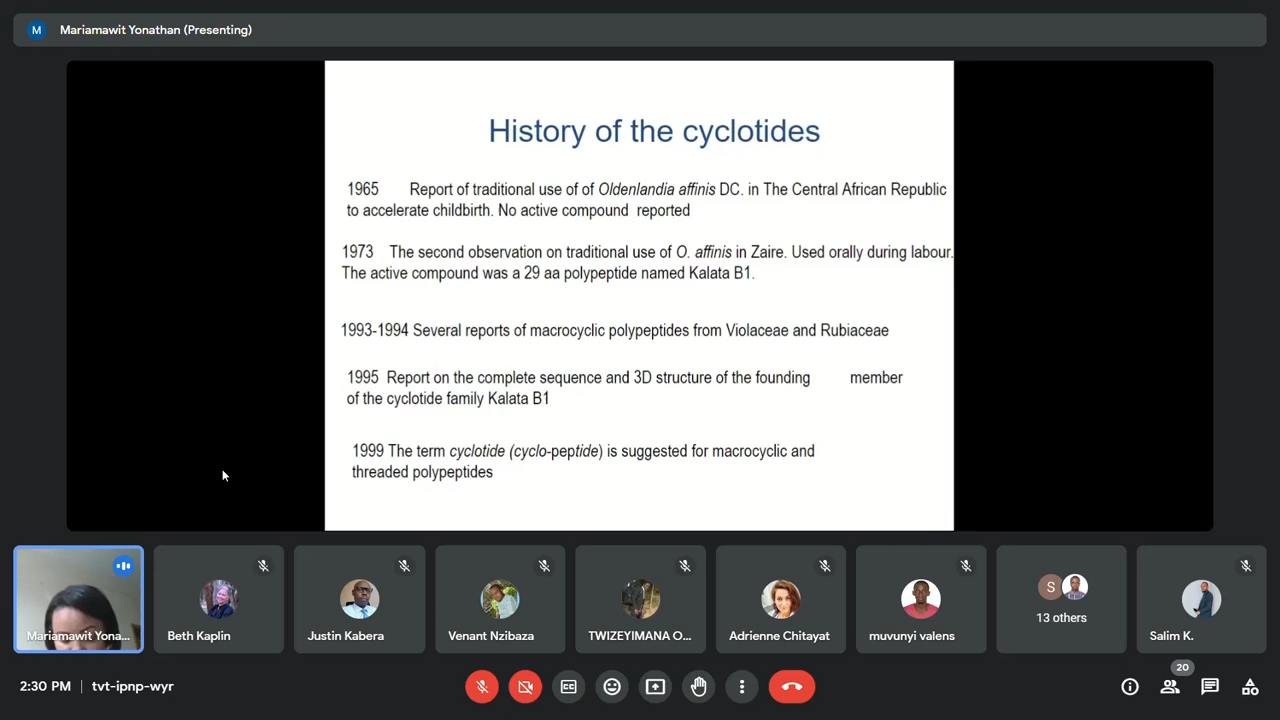 M Mariamawit Yonathan (Presenting)
History of the cyclotides
1965 Report of traditional use of of Oldenlandia affinis DC. in The Central African Republic
to accelerate childbirth. No active compound reported
1973 The second observation on traditional use of O. affinis in Zaire. Used orally during labour.
The active compound was a 29 aa polypeptide named Kalata B1.
1993-1994 Several reports of macrocyclic polypeptides from Violaceae and Rubiaceae
1995 Report on the complete sequence and 3D structure of the founding member
of the cyclotide family Kalata B1
1999 The term cyclotide (cyclo-peptide) is suggested for macrocyclic and
threaded polypeptides
S
Mariamawit Yona...
Beth Kaplin
Justin Kabera
Venant Nzibaza
TWIZEYIMANA O...
Adrienne Chitayat
muvunyi valens
13 others
Salim K.
2:30 PM | tvt-ipnp-wyr
20